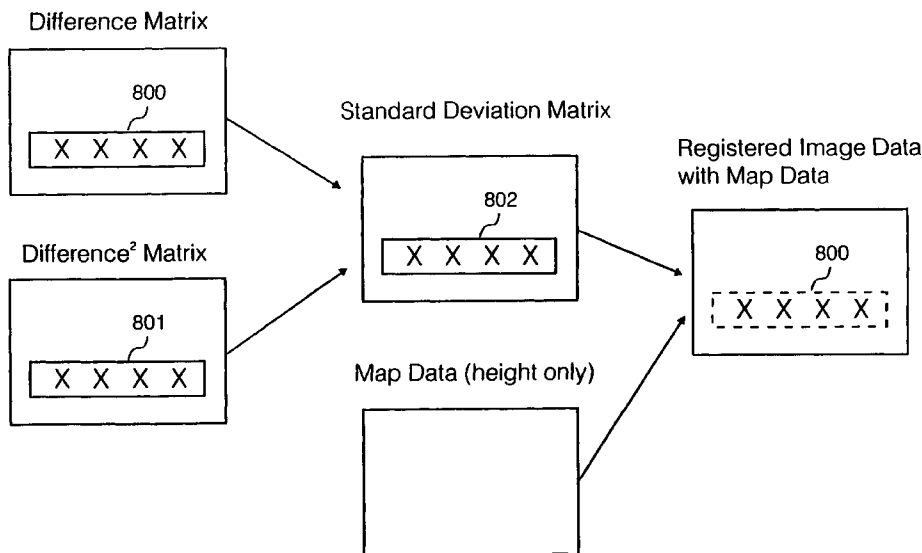 Difference Matrix
800
X X X X
Difference² Matrix
801
X X X X
Standard Deviation Matrix
802
X X X X
Map Data (height only)
Registered Image Data
with Map Data
800
X X X X